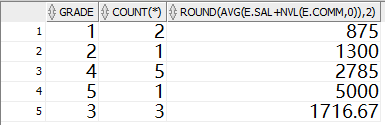 GRADE COUNT(*) ROUND(AVG(E.SAL+NVL(E.COMM,0)),2)
1 1 2 875
2 2 1 1300
3 4 5 2785
4 5 1 5000
5 3 3 1716.67